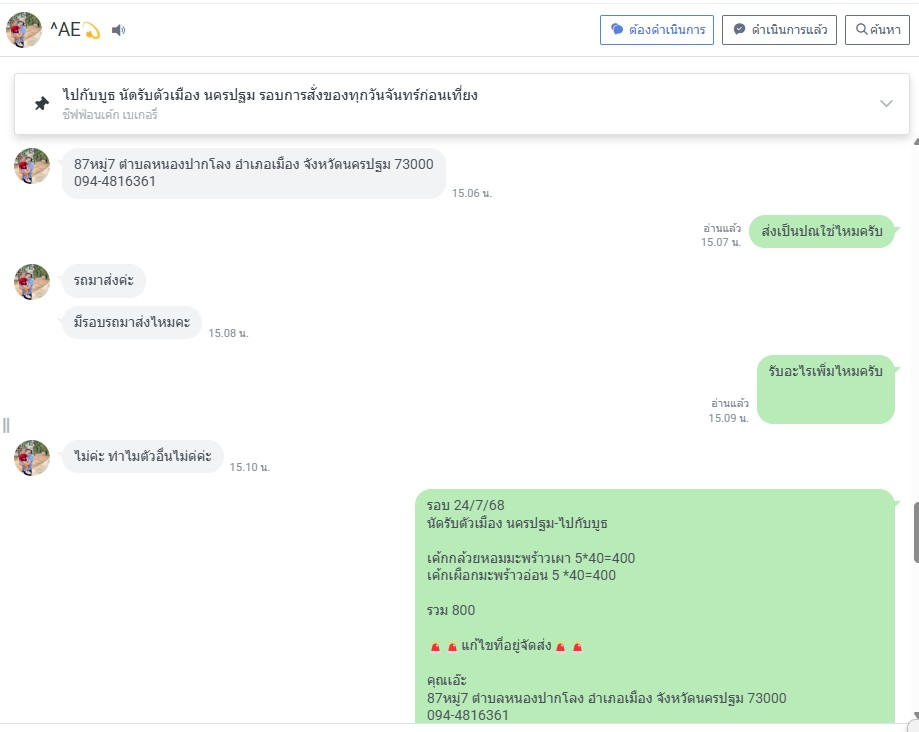 ^AE💫
ต้องดำเนินการ
ดำเนินการแล้ว
ค้นหา
ไปกับบูธ นัดรับตัวเมือง นครปฐม รอบการสั่งของทุกวันจันทร์ก่อนเที่ยง
ชิฟฟ่อนเค้ก เบเกอรี่
87หมู่7 ตำบลหนองปากโลง อำเภอเมือง จังหวัดนครปฐม 73000
094-4816361
15.06 น.
ส่งเป็นปณใช่ไหมครับ
อ่านแล้ว
15.07 น.
รถมาส่งค่ะ
มีรอบรถมาส่งไหมคะ
15.08 น.
รับอะไรเพิ่มไหมครับ
อ่านแล้ว
15.09 น.
ไม่ค่ะ ทำไมตัวอื่นไม่ด่ค่ะ
15.10 น.
รอบ 24/7/68
นัดรับตัวเมือง นครปฐม-ไปกับบูธ
เค้กกล้วยหอมมะพร้าวเผา 5*40=400
เค้กเผือกมะพร้าวอ่อน 5 *40=400
รวม 800
🚨🚨แก้ไขที่อยู่จัดส่ง🚨🚨
คุณเอ๊ะ
87หมู่7 ตำบลหนองปากโลง อำเภอเมือง จังหวัดนครปฐม 73000
094-4816361